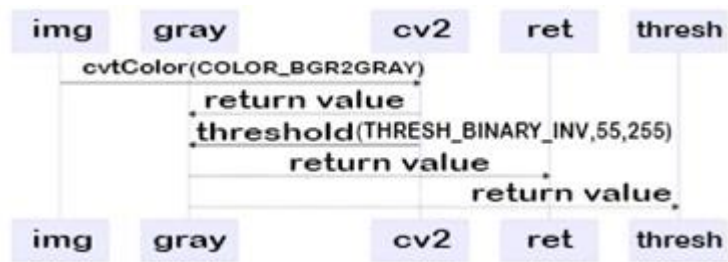 img gray cv2 ret thresh
cvtColor(COLOR_BGR2GRAY)
return value
threshold(THRESH_BINARY_INV,55,255)
return value
return value
img gray cv2 ret thresh